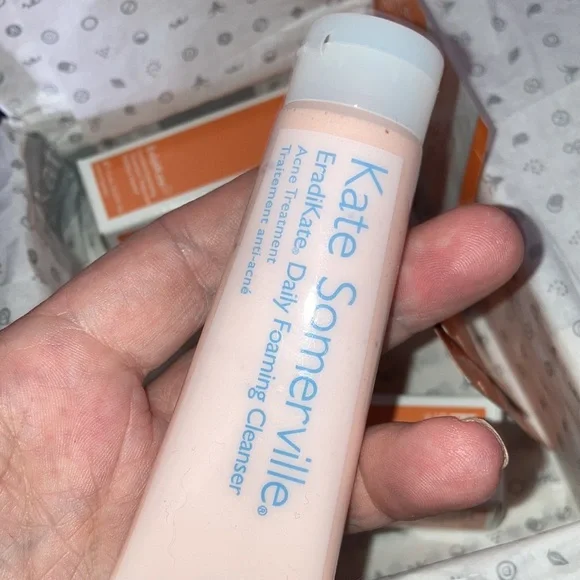 Kate Somerville®
EradiKate® Daily Foaming Cleanser
Acne Treatment
Traitement anti-acné